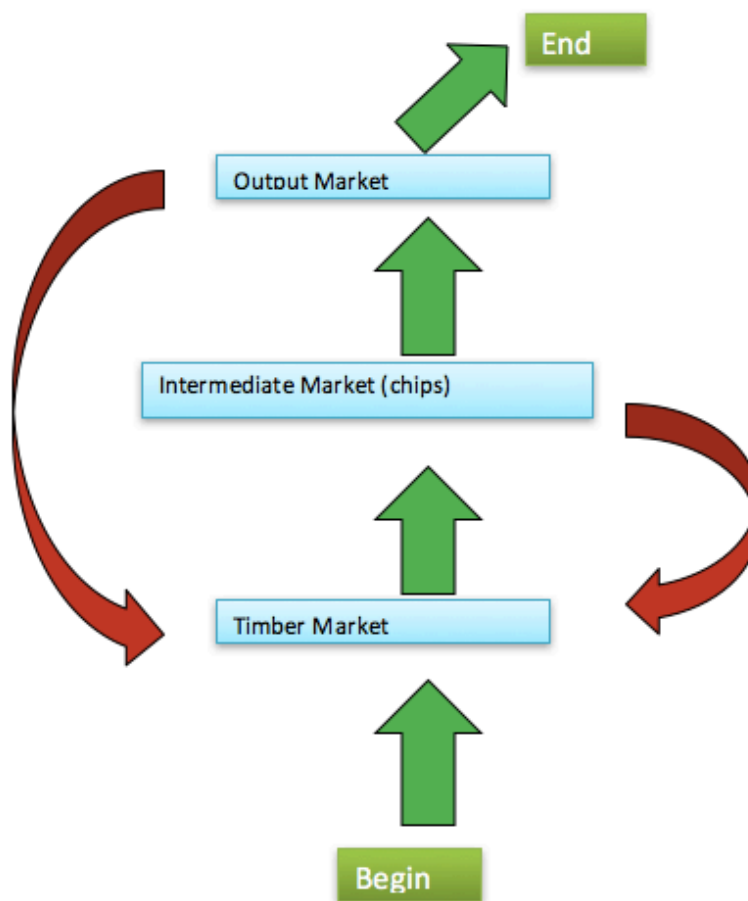 End
Output Market
Intermediate Market (chips)
Timber Market
Begin